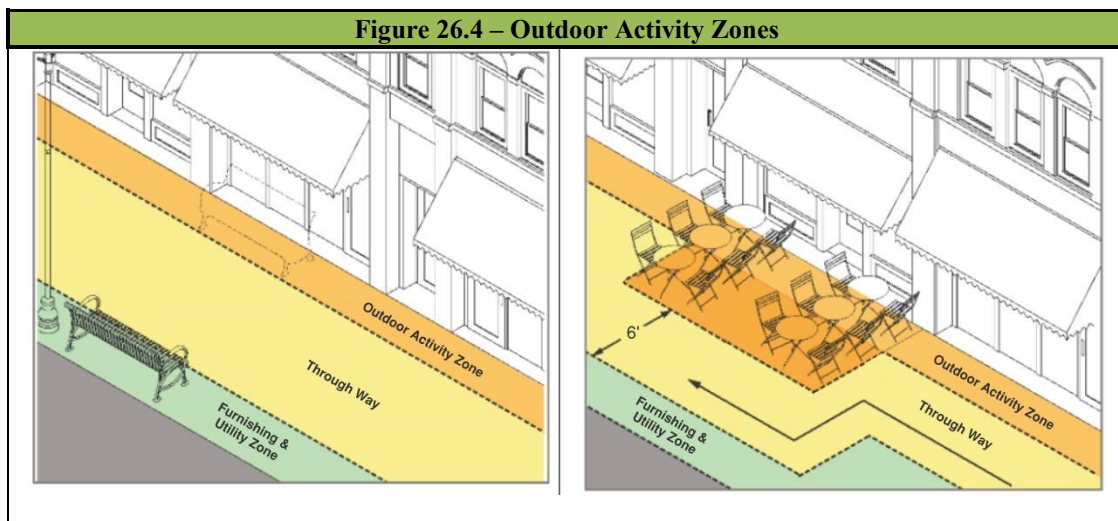 Figure 26.4 – Outdoor Activity Zones
Outdoor Activity Zone
Through Way
Furnishing &
Utility Zone
6'
Outdoor Activity Zone
Through Way
Furnishing &
Utility Zone